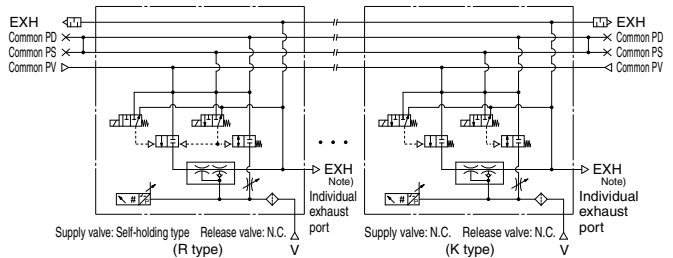 EXH EXH
Common PD Common PD
Common PS Common PS
Common PV Common PV
EXH
Note)
Individual
exhaust
port
EXH
Note)
Individual
exhaust
port
#
#
Supply valve: Self-holding type Release valve: N.C. V
(R type)
Supply valve: N.C. Release valve: N.C. V
(K type)